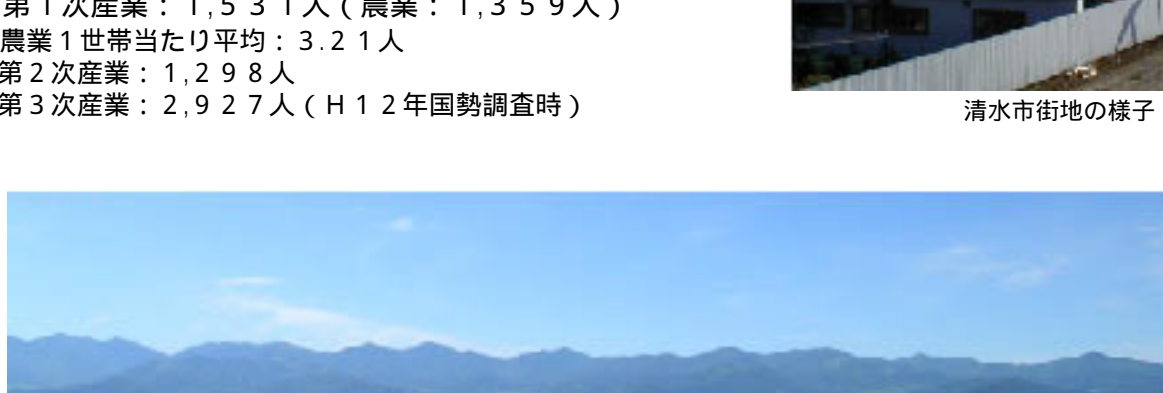 第１次産業：１,５３１人（農業：１,３５９人）
農業１世帯当たり平均：３.２１人
第２次産業：１,２９８人
第３次産業：２,９２７人（Ｈ１２年国勢調査時）
清水市街地の様子